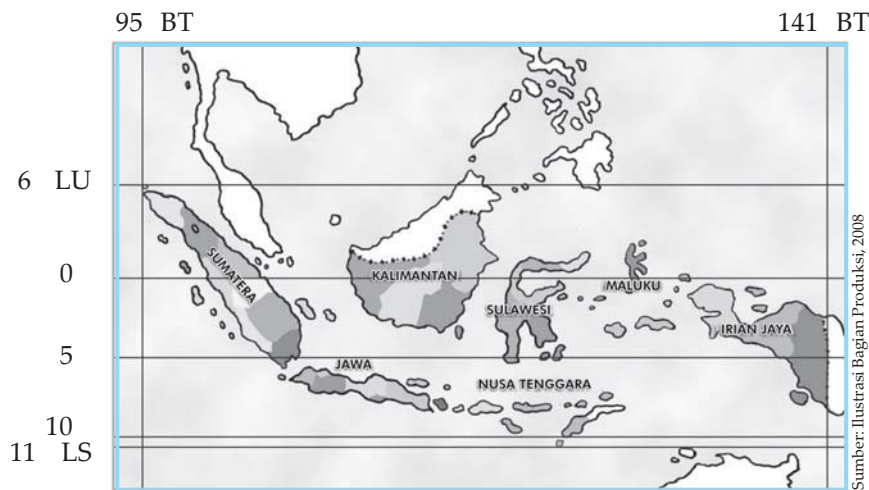 95 BT 141 BT
6 LU
0
5
10
11 LS
SUMATERA
KALIMANTAN
SULAWESI
MALUKU
IRIAN JAYA
JAWA
NUSA TENGGARA
Sumber: Ilustrasi Bagian Produksi, 2008